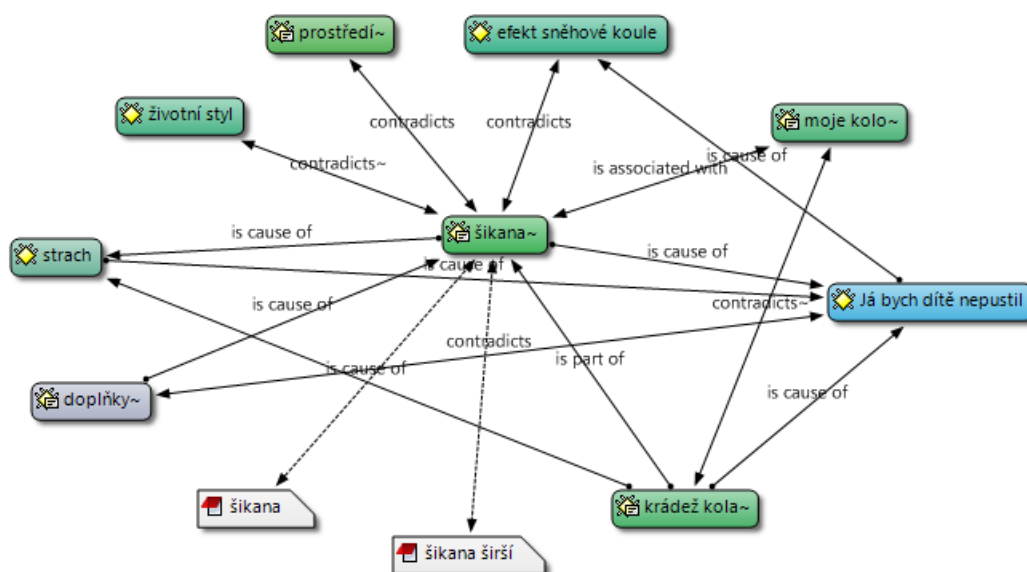 prostředí~
efekt sněhové koule
životní styl
contradicts
contradicts
moje kolo~
is cause of
contradicts~
is associated with
šikana~
is cause of
is cause of
strach
is cause of
is cause of
contradicts~
Já bych dítě nepustil
contradicts
is part of
is cause of
is cause of
doplňky~
šikana
krádež kola~
šikana širší